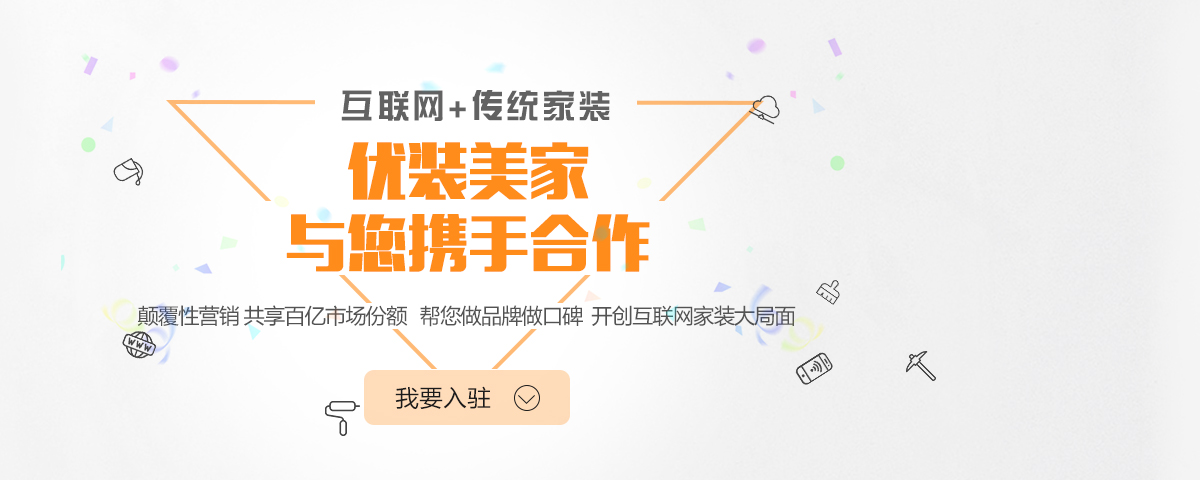 互联网+传统家装
优装美家
与您携手合作
颠覆性营销 共享百亿市场份额 帮您做品牌做口碑 开创互联网家装大局面
WWW
我要入驻